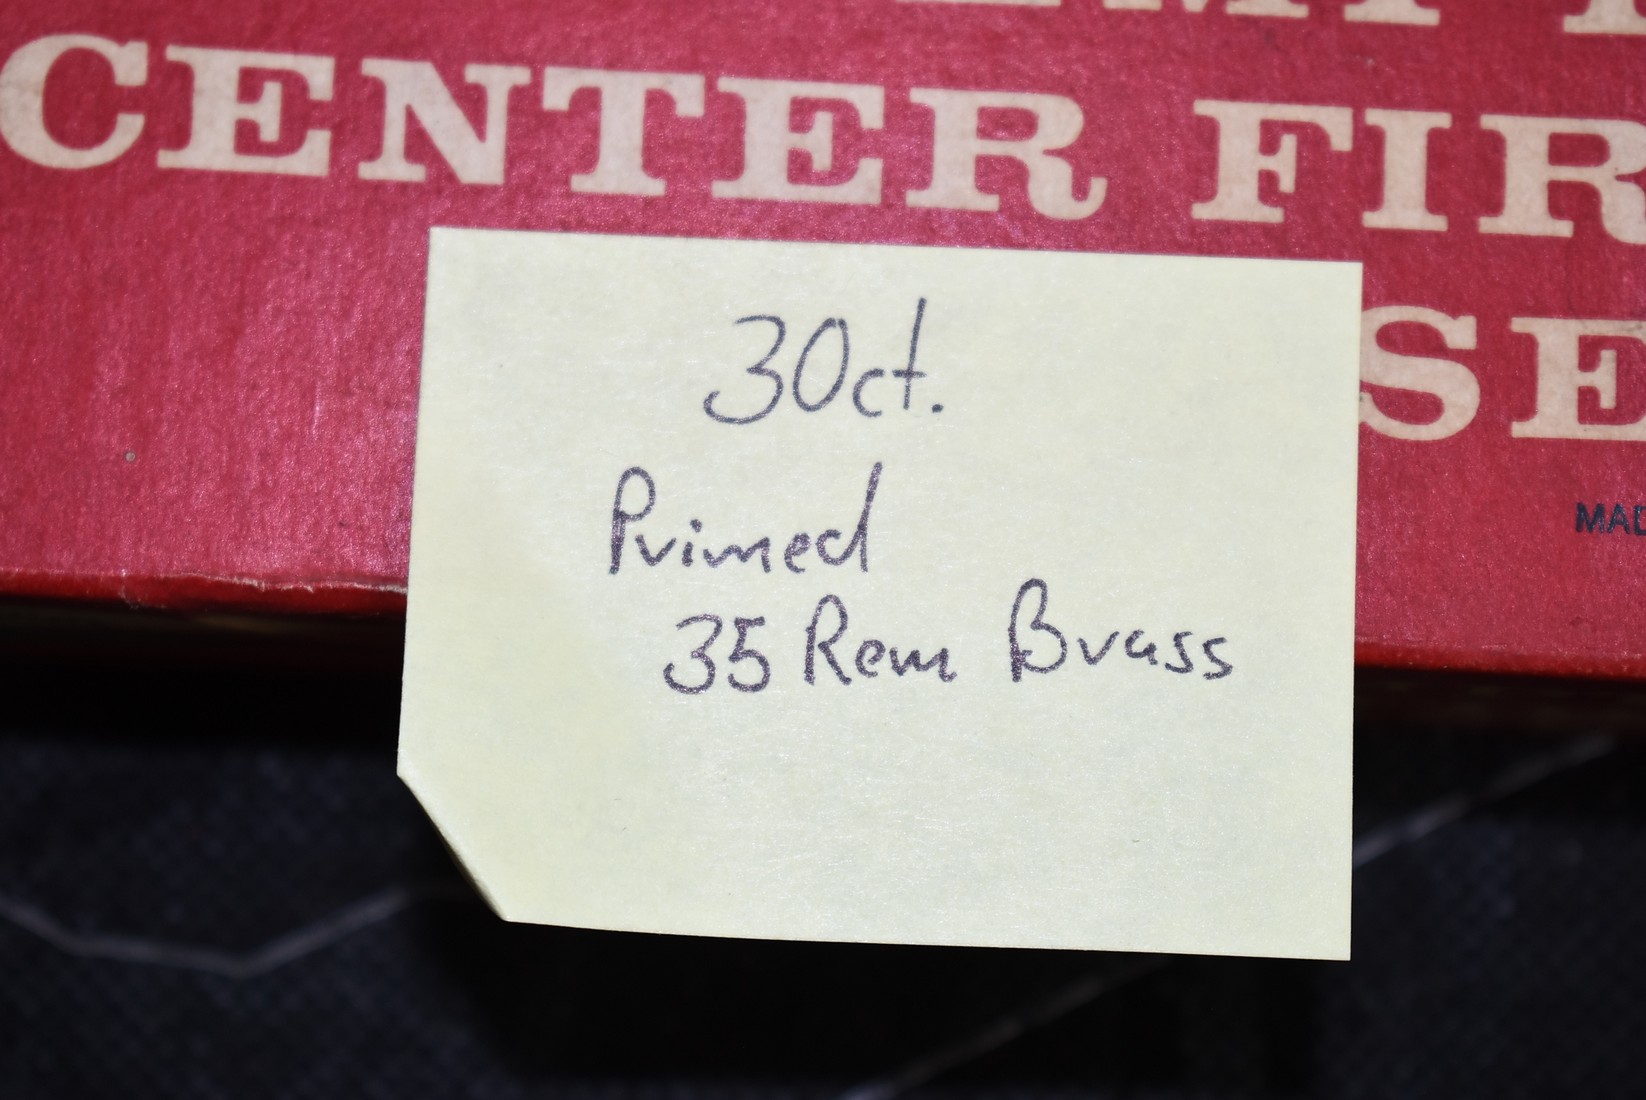 CENTER FIR
SE
MAD
30ct.
Primed
35 Rem Brass